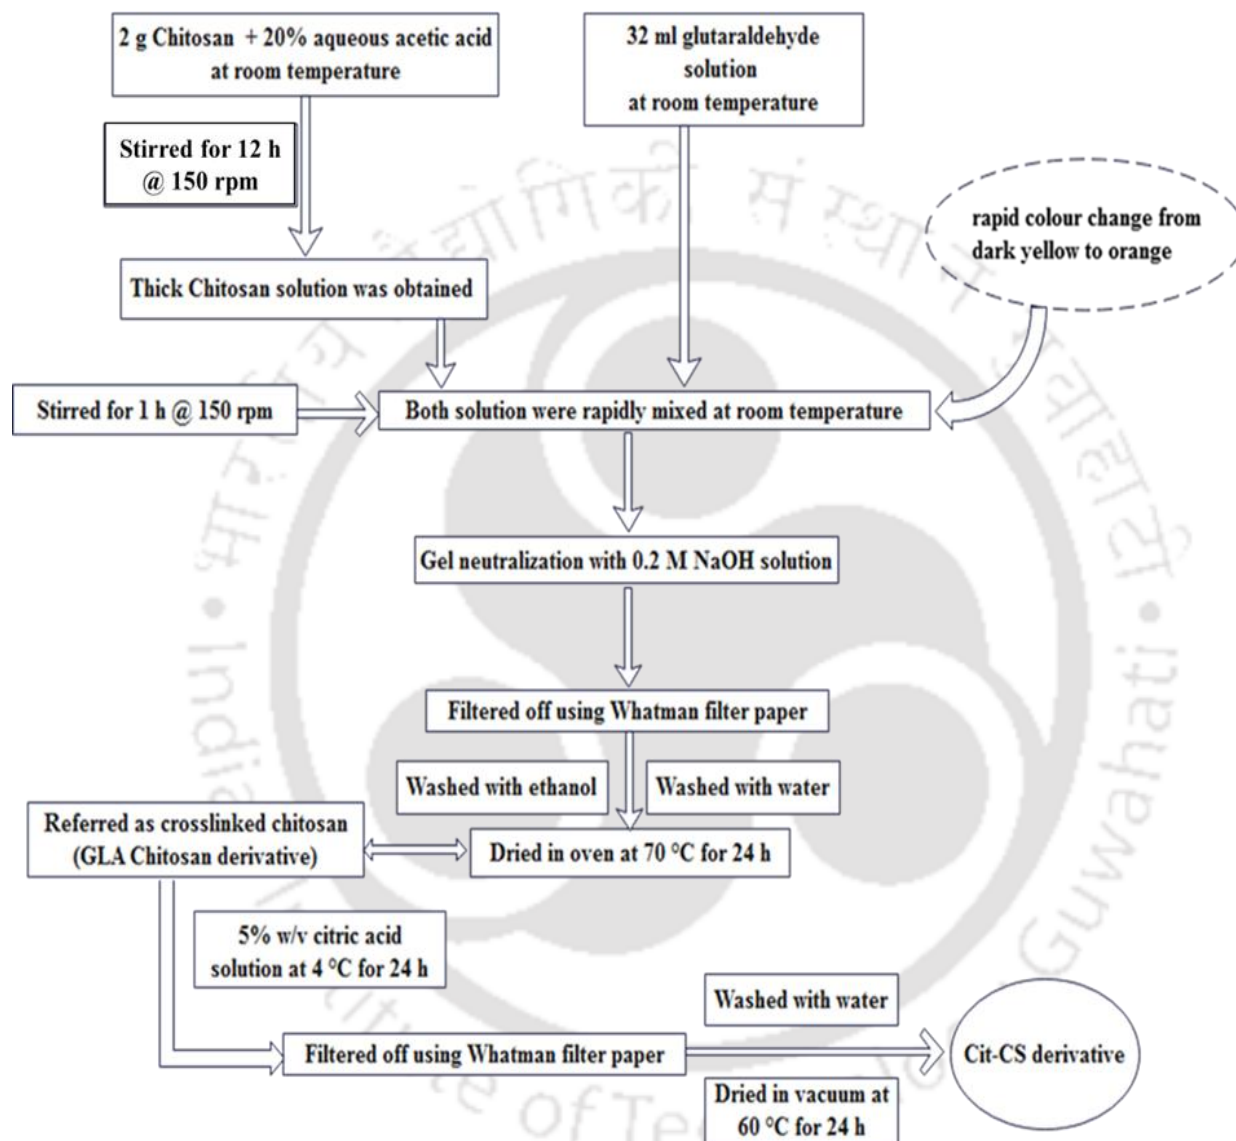 2 g Chitosan + 20% aqueous acetic acid
at room temperature
32 ml glutaraldehyde
solution
at room temperature
Stirred for 12 h
@ 150 rpm
rapid colour change from
dark yellow to orange
Thick Chitosan solution was obtained
Stirred for 1 h @ 150 rpm
Both solution were rapidly mixed at room temperature
Gel neutralization with 0.2 M NaOH solution
Filtered off using Whatman filter paper
Washed with ethanol
Washed with water
Referred as crosslinked chitosan
(GLA Chitosan derivative)
Dried in oven at 70 °C for 24 h
5% w/v citric acid
solution at 4 °C for 24 h
Washed with water
Filtered off using Whatman filter paper
Cit-CS derivative
Dried in vacuum at
60 °C for 24 h
of
Guwahati